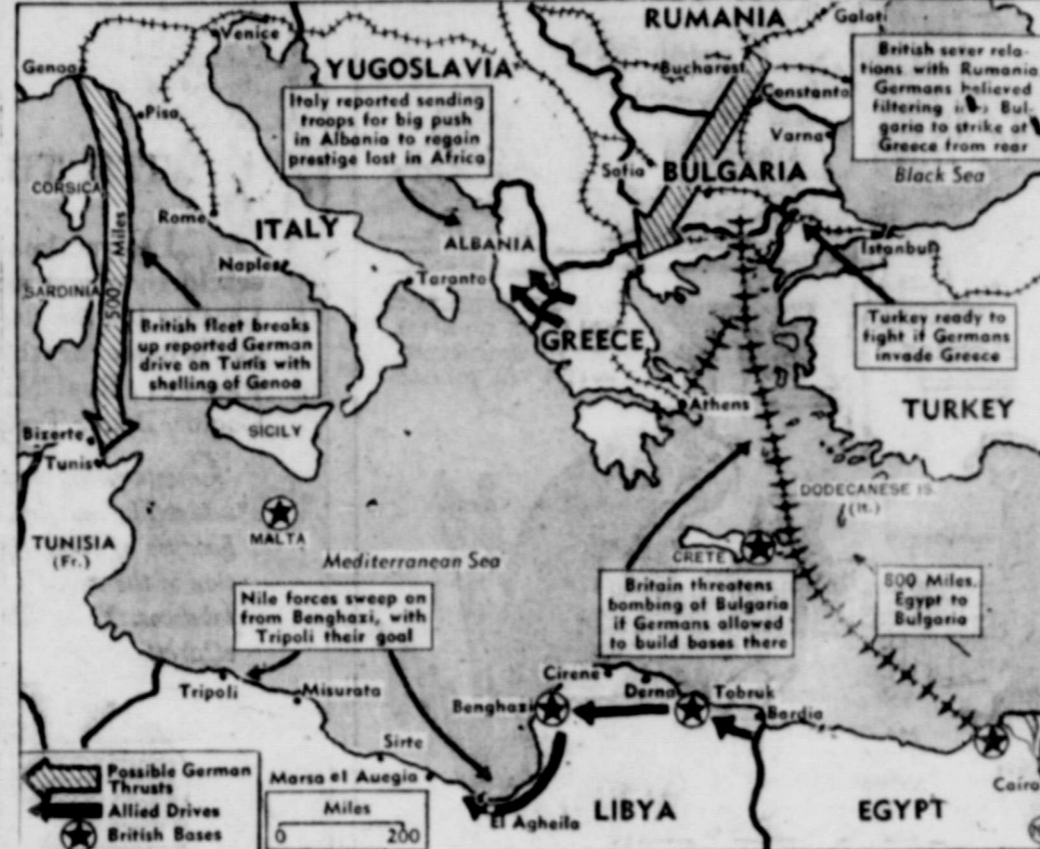 RUMANIA
Galati
Venice
Genoa
YUGOSLAVIA
Bucharest
British sever rela-
tions with Rumania
Germans believed
filtering Bul-
garia to strike at
Greece from rear
Constanta
Pisa
Italy reported sending
troops for big push
in Albania to regain
prestige lost in Africa
Varna
Sofia
BULGARIA
Black Sea
CORSICA
Rome
ITALY
ALBANIA
Istanbul
Naples
Taranto
SARDINIA
500 Miles
British fleet breaks
up reported German
drive on Tunis with
shelling of Genoa
GREECE
Turkey ready to
fight if Germans
invade Greece
Athens
TURKEY
Bizerte
SICILY
Tunis
DODECANESE IS.
(It.)
MALTA
TUNISIA
(Fr.)
Mediterranean Sea
CRETE
Nile forces sweep on
from Benghazi, with
Tripoli their goal
Britain threatens
bombing of Bulgaria
if Germans allowed
to build bases there
800 Miles.
Egypt to
Bulgaria
Tripoli
Misurata
Cirene
Derna
Tobruk
Benghazi
Bardia
Sirte
Marsa el Auegia
Cairo
El Agheila
LIBYA
EGYPT
Possible German
Thrusts
Allied Drives
British Bases
Miles
0 200